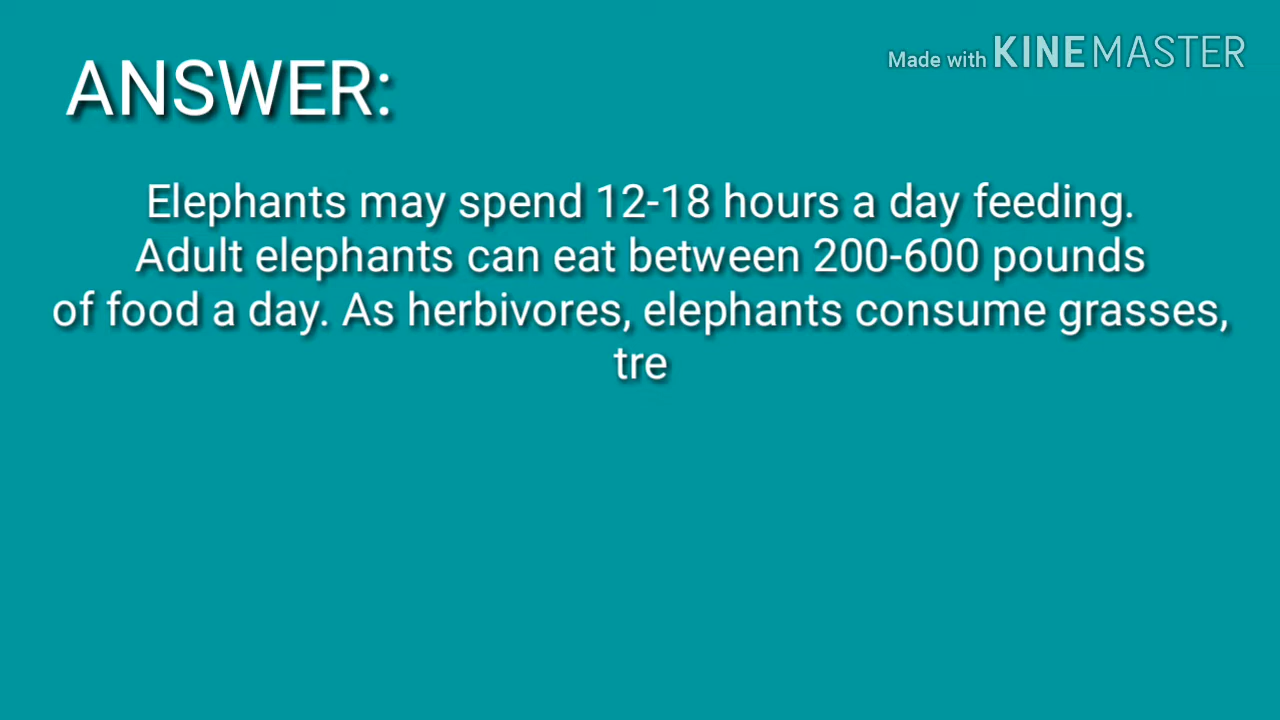 Made with KINEMASTER
ANSWER:
Elephants may spend 12-18 hours a day feeding.
Adult elephants can eat between 200-600 pounds
of food a day. As herbivores, elephants consume grasses,
tre